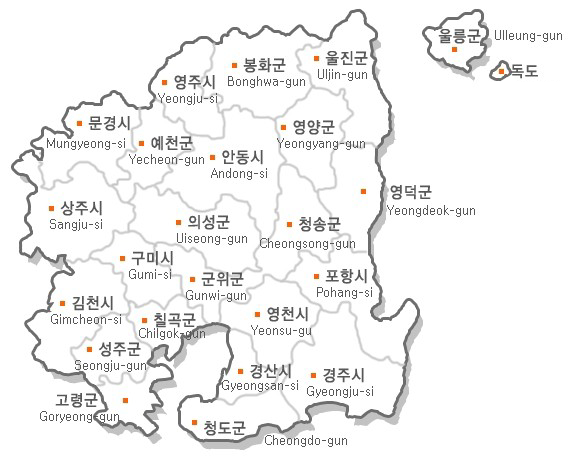 울릉군
Ulleung-gun
독도
울진군
Uljin-gun
봉화군
Bonghwa-gun
영주시
Yeongju-si
문경시
Mungyeong-si
예천군
Yecheon-gun
안동시
Andong-si
영양군
Yeongyang-gun
영덕군
Yeongdeok-gun
상주시
Sangju-si
의성군
Uiseong-gun
청송군
Cheongsong-gun
구미시
Gumi-si
군위군
Gunwi-gun
포항시
Pohang-si
김천시
Gimcheon-si
칠곡군
Chilgok-gun
영천시
Yeonsu-gu
성주군
Seongju-gun
경산시
Gyeongsan-si
경주시
Gyeongju-si
고령군
Goryeong-gun
청도군
Cheongdo-gun